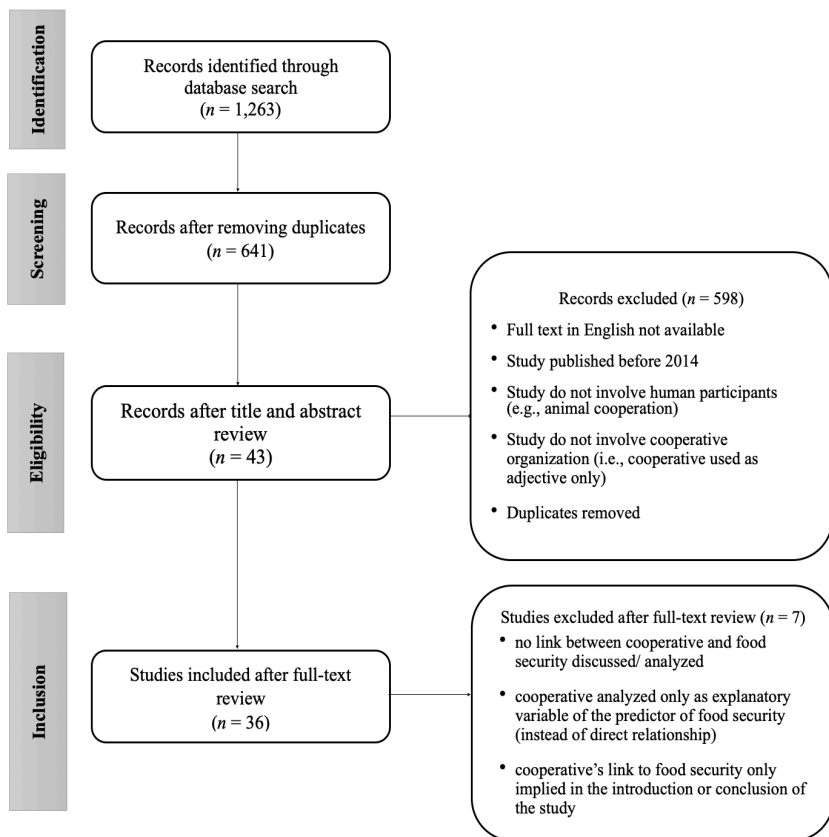 Identification
Records identified through
database search
(n = 1,263)
Screening
Records after removing duplicates
(n = 641)
Records excluded (n = 598)
• Full text in English not available
• Study published before 2014
• Study do not involve human participants
(e.g., animal cooperation)
• Study do not involve cooperative
organization (i.e., cooperative used as
adjective only)
• Duplicates removed
Eligibility
Records after title and abstract
review
(n = 43)
Studies excluded after full-text review (n = 7)
• no link between cooperative and food
security discussed/ analyzed
• cooperative analyzed only as explanatory
variable of the predictor of food security
(instead of direct relationship)
• cooperative’s link to food security only
implied in the introduction or conclusion of
the study
Inclusion
Studies included after full-text
review
(n = 36)